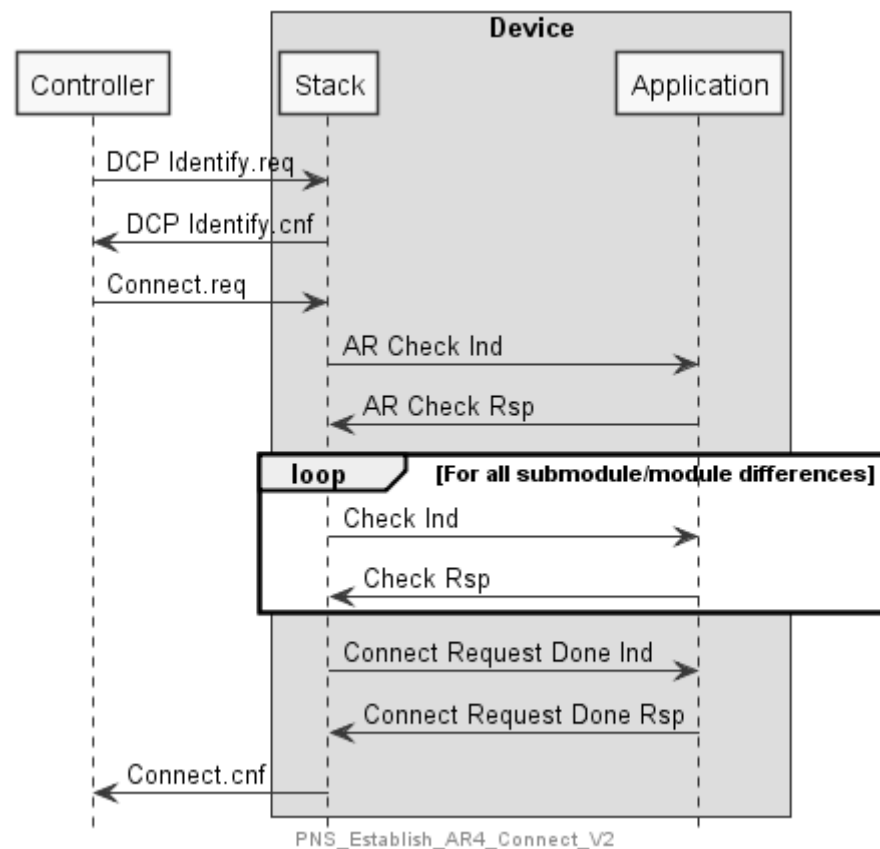 Device
Controller
Stack
Application
DCP Identify.req
DCP Identify.cnf
Connect.req
AR Check Ind
AR Check Rsp
loop [For all submodule/module differences]
Check Ind
Check Rsp
Connect Request Done Ind
Connect Request Done Rsp
Connect.cnf
PNS_Establish_AR4_Connect_V2